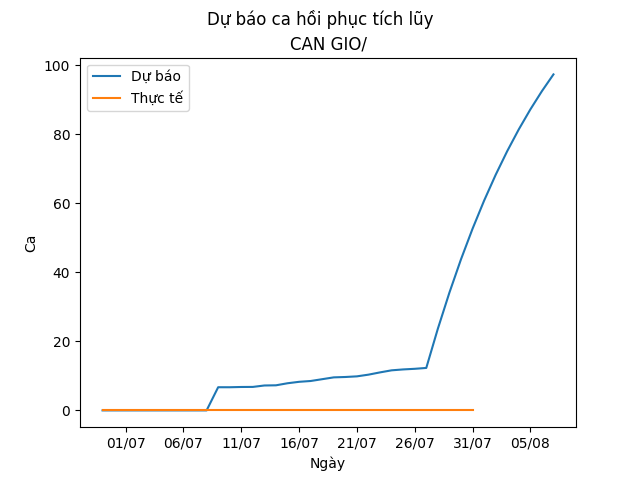 Dự báo ca hồi phục tích lũy
CAN GIO/
Dự báo
Thực tế
Ca
100
80
60
40
20
0
01/07 06/07 11/07 16/07 21/07 26/07 31/07 05/08
Ngày